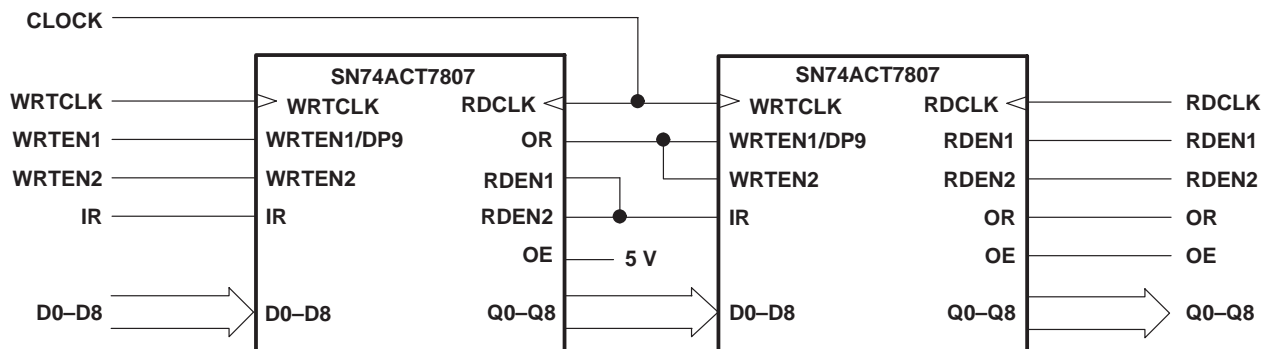 CLOCK
SN74ACT7807
SN74ACT7807
WRTCLK
WRTCLK
RDCLK
WRTCLK
RDCLK
RDCLK
WRTEN1
WRTEN1/DP9
OR
WRTEN1/DP9
RDEN1
RDEN1
WRTEN2
WRTEN2
RDEN1
WRTEN2
RDEN2
RDEN2
IR
IR
RDEN2
IR
OR
OR
OE
5 V
OE
OE
D0–D8
D0–D8
Q0–Q8
D0–D8
Q0–Q8
Q0–Q8